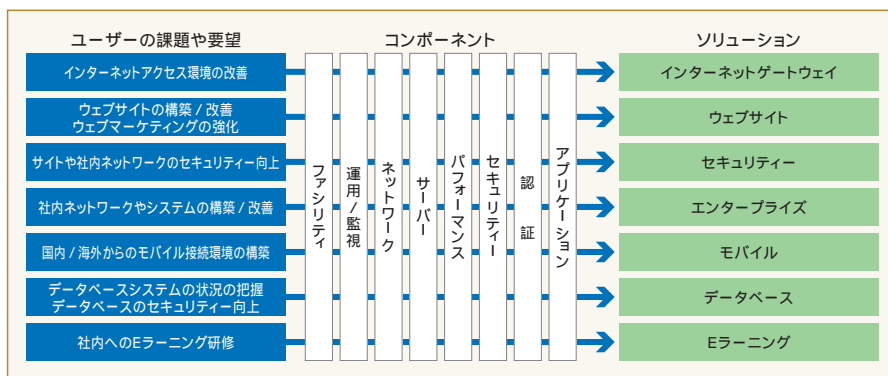 ユーザーの課題や要望
コンポーネント
ソリューション
インターネットアクセス環境の改善
インターネットゲートウェイ
ウェブサイトの構築 / 改善
ウェブマーケティングの強化
ウェブサイト
サイトや社内ネットワークのセキュリティー向上
セキュリティー
社内ネットワークやシステムの構築 / 改善
エンタープライズ
国内 / 海外からのモバイル接続環境の構築
モバイル
データベースシステムの状況の把握
データベースのセキュリティー向上
データベース
社内へのEラーニング研修
Eラーニング
ファシリティ
運用/監視
ネットワーク
サーバー
パフォーマンス
セキュリティー
認証
アプリケーション